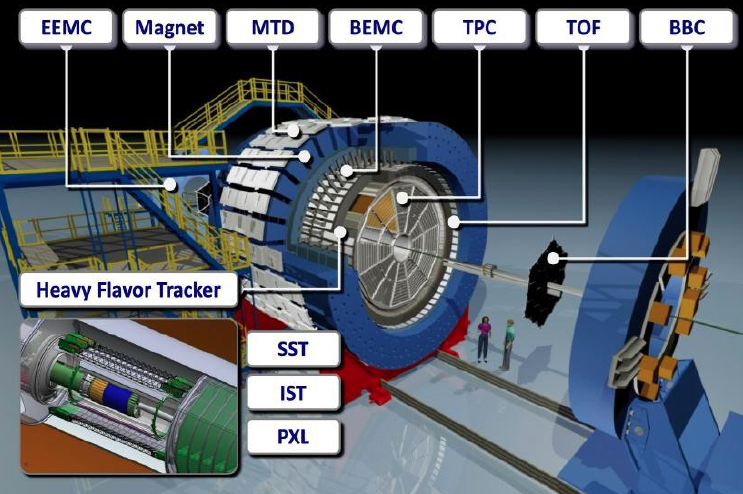 EEMC
Magnet
MTD
BEMC
TPC
TOF
BBC
Heavy Flavor Tracker
SST
IST
PXL